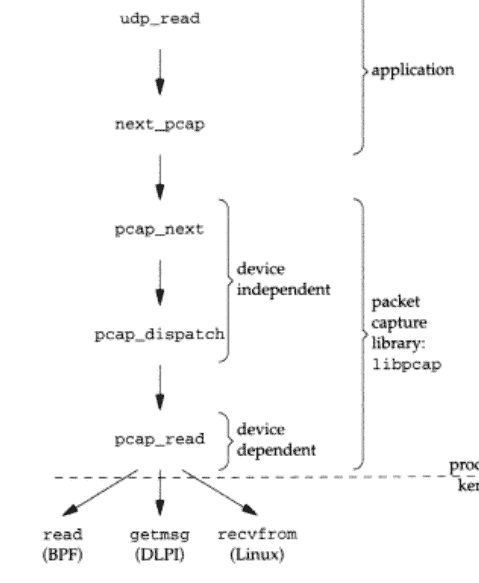 udp_read
application
next_pcap
pcap_next
device
independent
packet
capture
library:
libpcap
pcap_dispatch
device
dependent
pcap_read
read
(BPF)
getmsg
(DLPI)
recvfrom
(Linux)